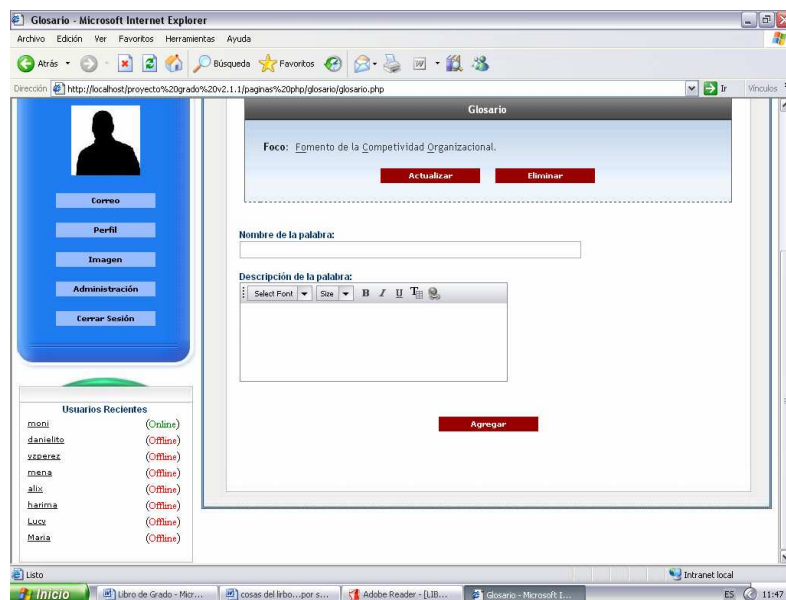 Glosario - Microsoft Internet Explorer
Archivo Edición Ver Favoritos Herramientas Ayuda
Atrás Búsqueda Favoritos
Dirección http://localhost/proyecto%20grado%20v2.1.1/paginas%20php/glosario/glosario.php Ir Vínculos
Correo
Perfil
Imagen
Administración
Cerrar Sesión
Usuarios Recientes
moni (Online)
danielito (Offline)
yzperez (Offline)
mena (Offline)
alix (Offline)
harima (Offline)
Lucy (Offline)
Maria (Offline)
Glosario
Foco: Fomento de la Competividad Organizacional.
Actualizar Eliminar
Nombre de la palabra:
Descripción de la palabra:
Select Font Size B I U T
Agregar
Listo Intranet local
Inicio Libro de Grado - Micr... cosas del lirbo...por s... Adobe Reader - [LIB... Glosario - Microsoft I... ES 11:47